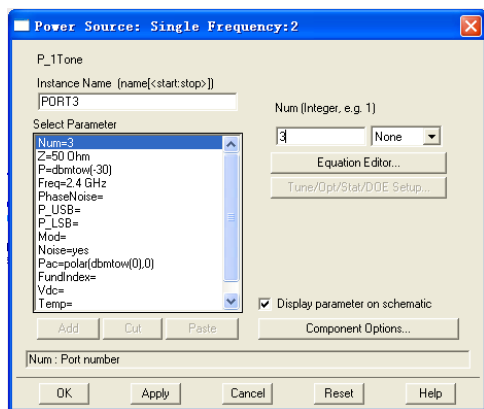 Power Source: Single Frequency:2
P_1Tone
Instance Name (name[<start:stop>])
PORT3
Select Parameter
Num=3
Z=50 Ohm
P=dbmtow(-30)
Freq=2.4 GHz
PhaseNoise=
P_USB=
P_LSB=
Mod=
Noise=yes
Pac=polar(dbmtow(0),0)
FundIndex=
Vdc=
Temp=
Add
Cut
Paste
Num (Integer, e.g. 1)
3
None
Equation Editor...
Tune/Opt/Stat/DOE Setup...
Display parameter on schematic
Component Options...
Num : Port number
OK
Apply
Cancel
Reset
Help